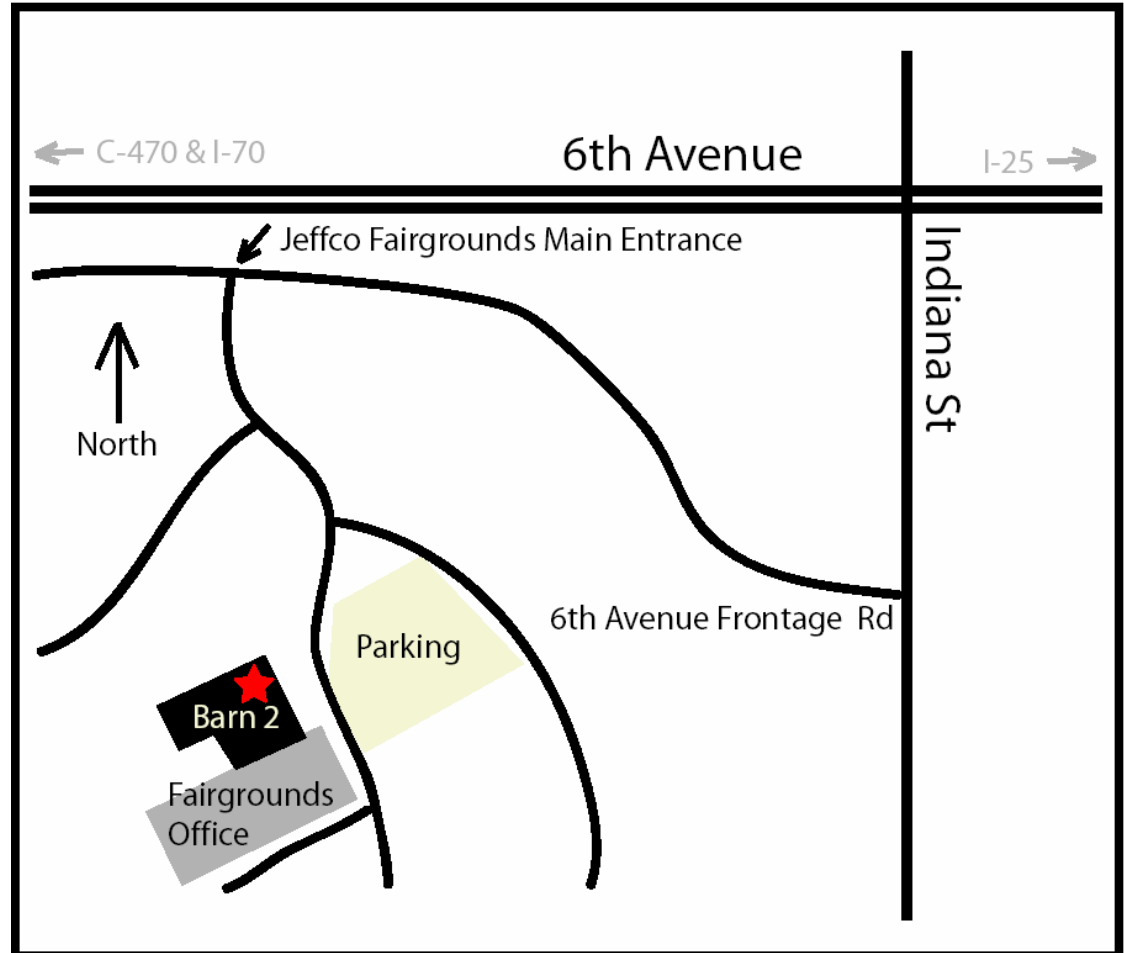 C-470 & I-70
6th Avenue
I-25
Jeffco Fairgrounds Main Entrance
Indiana St
North
6th Avenue Frontage Rd
Parking
Barn 2
Fairgrounds
Office